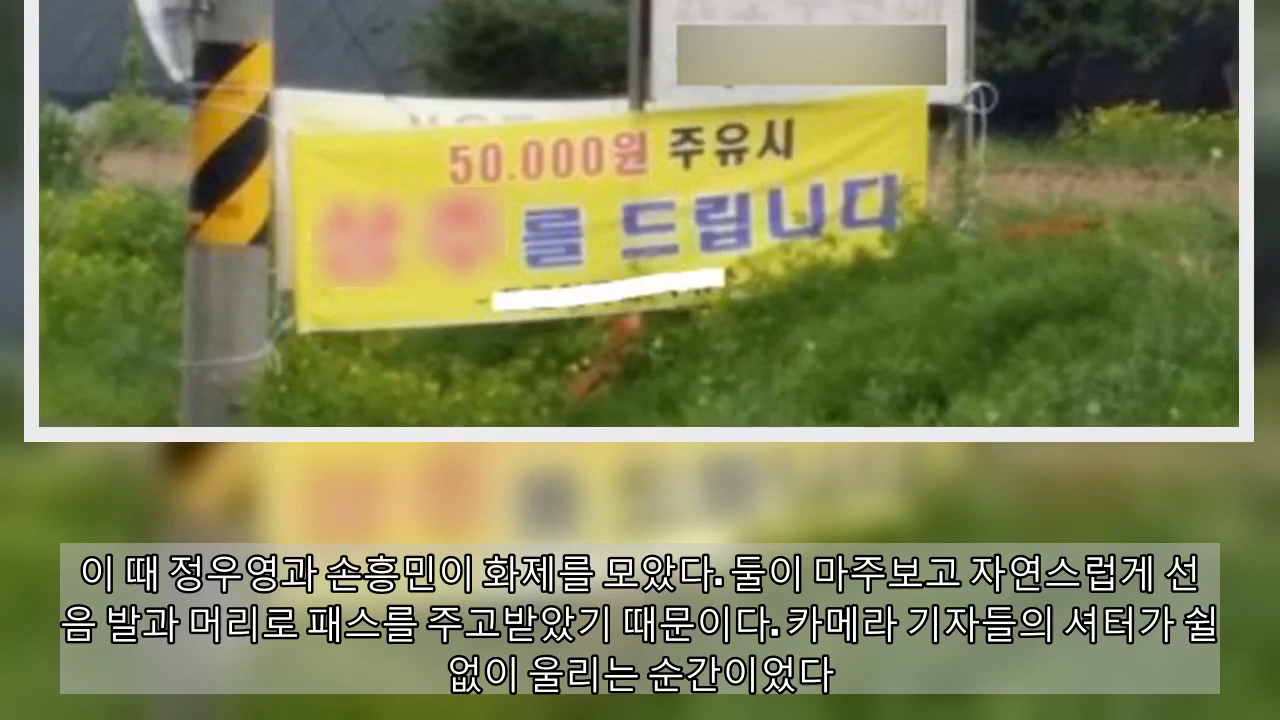 50.000원 주유시
를 드립니다
이 때 정우영과 손흥민이 화제를 모았다. 둘이 마주보고 자연스럽게 선
음 발과 머리로 패스를 주고받았기 때문이다. 카메라 기자들의 셔터가 쉴
없이 울리는 순간이었다